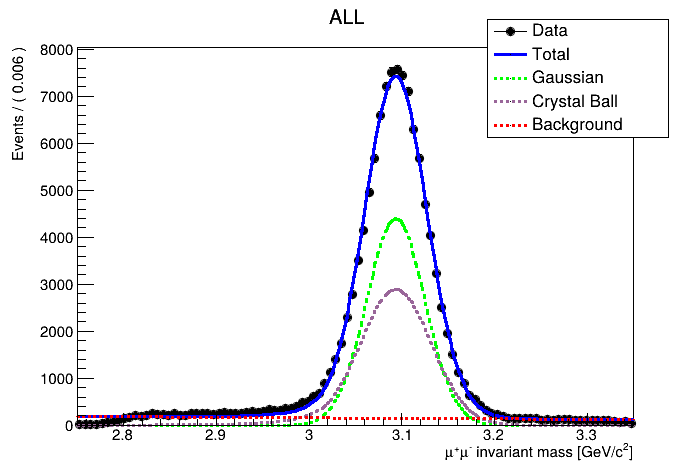 ALL
Data
Total
Gaussian
Crystal Ball
Background
Events / ( 0.006 )
8000
7000
6000
5000
4000
3000
2000
1000
0
2.8 2.9 3 3.1 3.2 3.3
μ⁺μ⁻ invariant mass [GeV/c²]